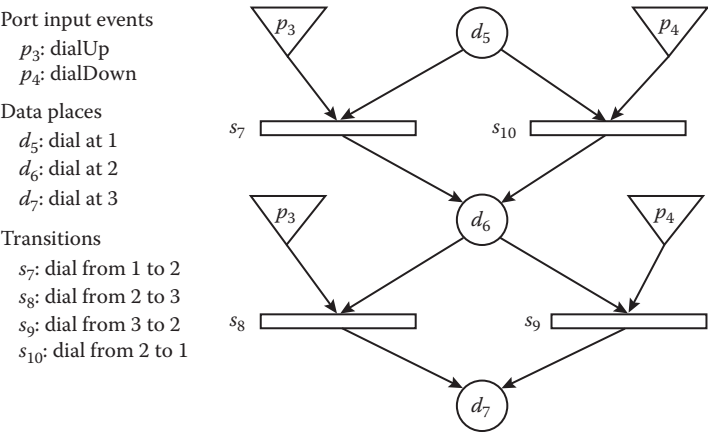 Port input events
p3: dialUp
p4: dialDown
Data places
d5: dial at 1
d6: dial at 2
d7: dial at 3
Transitions
s7: dial from 1 to 2
s8: dial from 2 to 3
s9: dial from 3 to 2
s10: dial from 2 to 1
p3
d5
p4
s7
s10
p3
d6
p4
s8
s9
d7